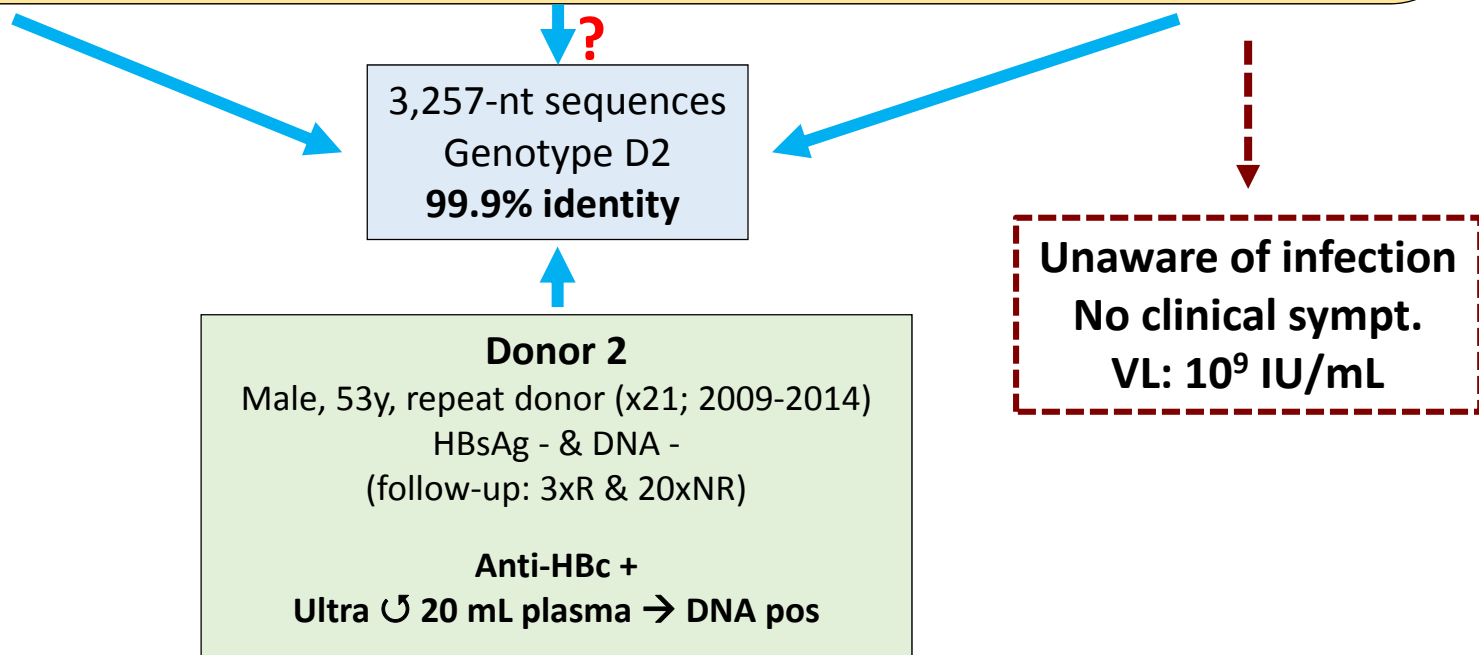 ?
3,257-nt sequences
Genotype D2
99.9% identity
Unaware of infection
No clinical sympt.
VL: 10⁹ IU/mL
Donor 2
Male, 53y, repeat donor (x21; 2009-2014)
HBsAg - & DNA -
(follow-up: 3xR & 20xNR)
Anti-HBc +
Ultra ↺ 20 mL plasma → DNA pos